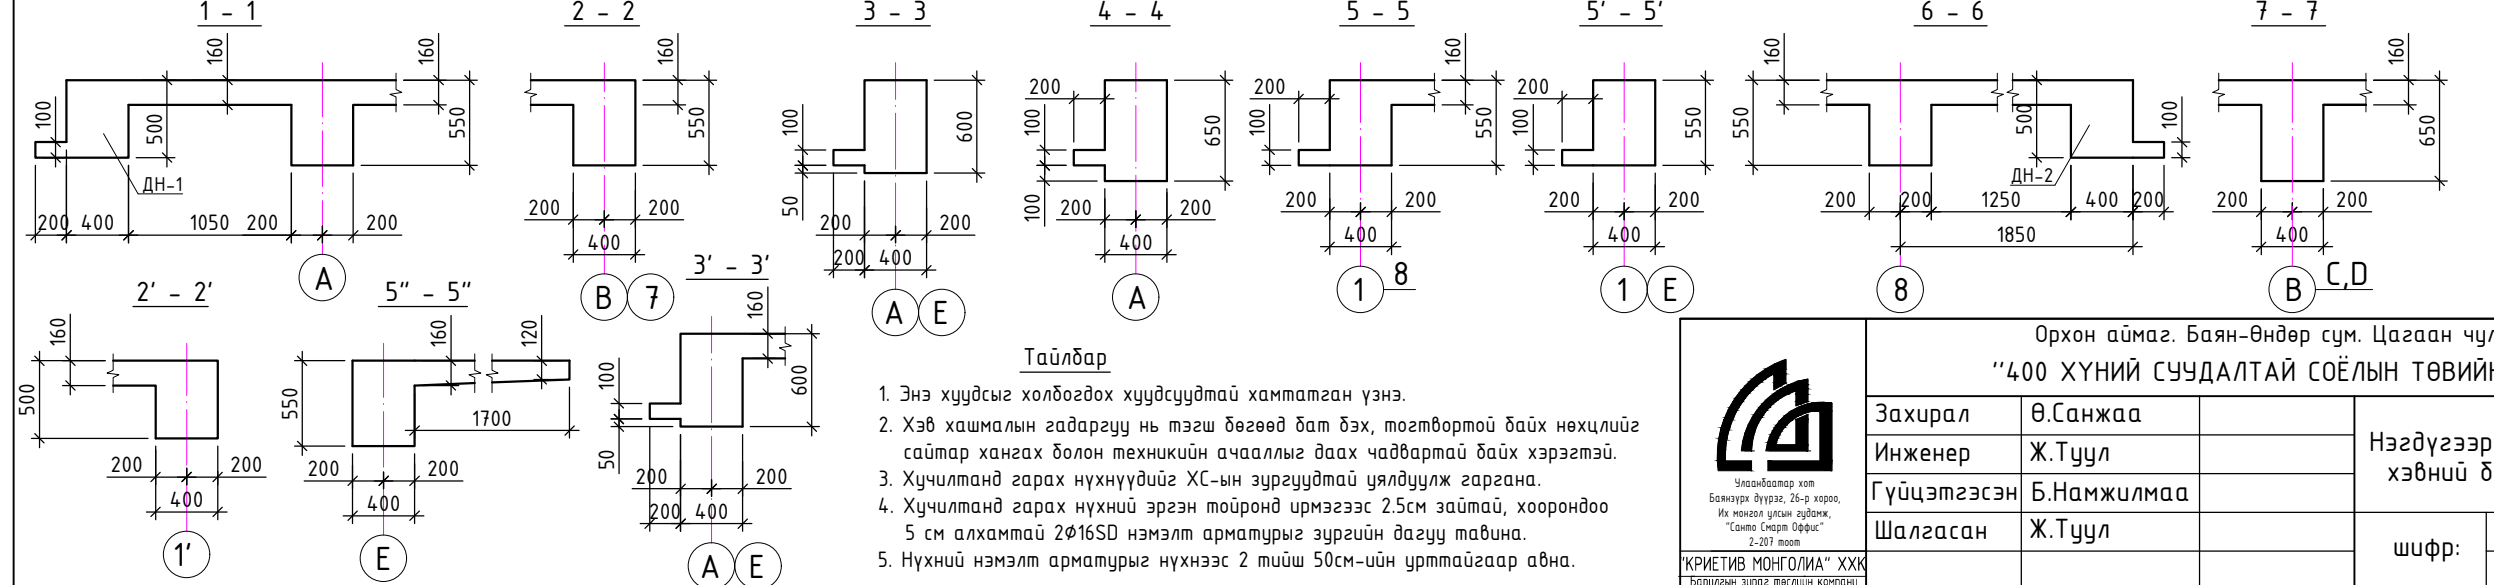 1 - 1
2 - 2
3 - 3
4 - 4
5 - 5
5' - 5'
6 - 6
7 - 7
160
160
100
500
550
ДН-1
200
400
1050
200
200
А
160
550
200
200
400
В
7
100
50
600
200
200
200
400
А
Е
200
100
100
650
200
200
400
А
200
100
160
550
200
200
400
1
8
200
100
550
200
200
400
1
Е
160
550
500
100
ДН-2
200
200
1250
400
200
1850
8
160
650
200
200
400
В
С,D
2' - 2'
160
500
200
200
400
1'
5'' - 5''
160
120
550
1700
200
200
400
Е
3' - 3'
160
100
50
600
200
200
200
400
А
Е
Тайлбар
1. Энэ хуудсыг холбогдох хуудсуудтай хамтатган үзнэ.
2. Хэв хашмалын гадаргуу нь тэгш бөгөөд бат бэх, тогтвортой байх нөхцлийг
сайтар хангах болон техникийн ачааллыг даах чадвартай байх хэрэгтэй.
3. Хучилтанд гарах нүхнүүдийг ХС-ын зургуудтай уялдуулж гаргана.
4. Хучилтанд гарах нүхний эргэн тойронд ирмэгээс 2.5см зайтай, хоорондоо
5 см алхамтай 2Ø16SD нэмэлт арматурыг зургийн дагуу тавина.
5. Нүхний нэмэлт арматурыг нүхнээс 2 тийш 50см-ийн урттайгаар авна.
Улаанбаатар хот
Баянзүрх дүүрэг, 26-р хороо,
Их монгол улсын гудамж,
"Санто Смарт Оффис"
2-207 тоот
"КРИЕТИВ МОНГОЛИА" ХХК
Барилгын зураг төслийн компани
Орхон аймаг. Баян-Өндөр сум. Цагаан чул
''400 ХҮНИЙ СУУДАЛТАЙ СОЁЛЫН ТӨВИЙН
Захирал Ө.Санжаа
Инженер Ж.Туул
Гүйцэтгэсэн Б.Намжилмаа
Шалгасан Ж.Туул
Нэгдүгээр
хэвний б
шифр: